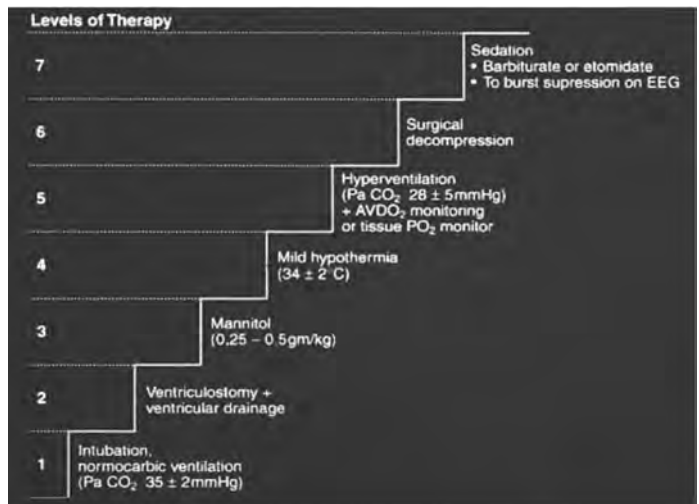 Levels of Therapy
7
Sedation
• Barbiturate or etomidate
• To burst supression on EEG
6
Surgical
decompression
5
Hyperventilation
(Pa CO₂ 28 ± 5mmHg)
+ AVDO₂ monitoring
or tissue PO₂ monitor
4
Mild hypothermia
(34 ± 2°C)
3
Mannitol
(0,25 – 0.5gm/kg)
2
Ventriculostomy +
ventricular drainage
1
Intubation,
normocarbic ventilation
(Pa CO₂ 35 ± 2mmHg)